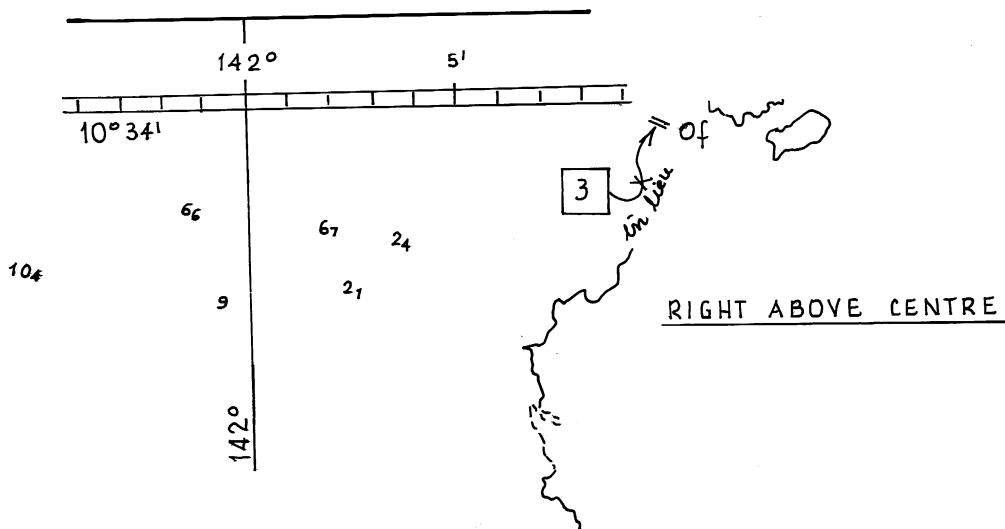 142° 5'
10°34'
3 in lieu Of
6₆ 6₇ 2₄
10₄ 9 2₁
RIGHT ABOVE CENTRE
142°